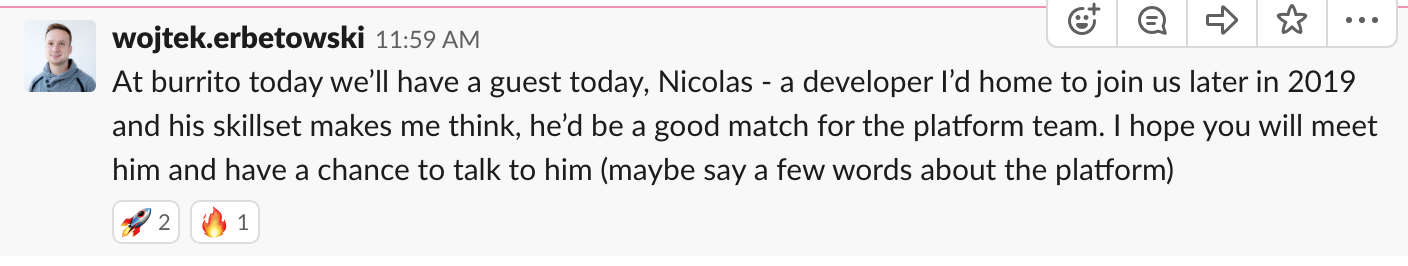 wojtek.erbetowski 11:59 AM
At burrito today we’ll have a guest today, Nicolas - a developer I’d home to join us later in 2019
and his skillset makes me think, he’d be a good match for the platform team. I hope you will meet
him and have a chance to talk to him (maybe say a few words about the platform)
2 1